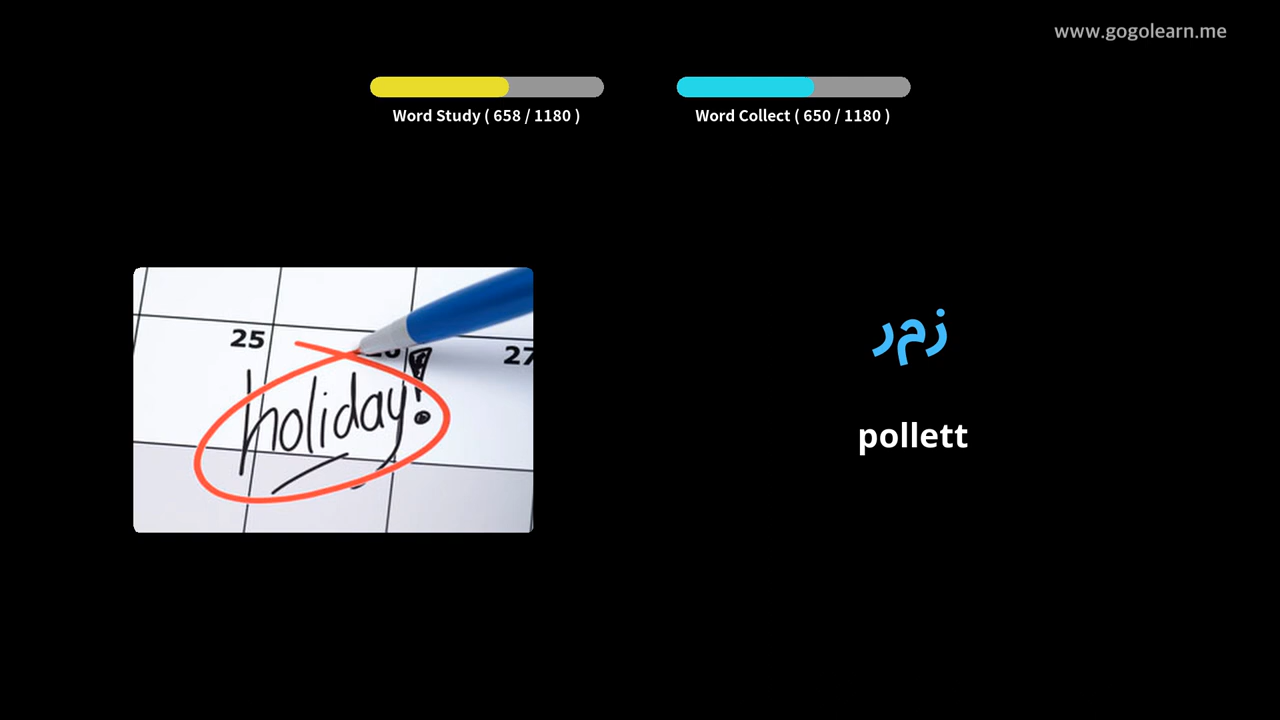 www.gogolearn.me
Word Study ( 658 / 1180 )
Word Collect ( 650 / 1180 )
25
27
holiday!
زمر
pollett